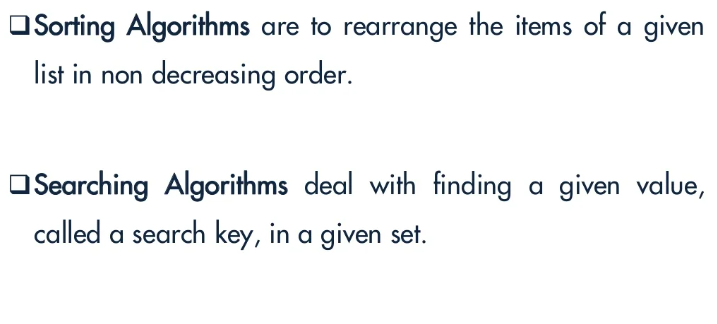 ❑Sorting Algorithms are to rearrange the items of a given
list in non decreasing order.
❑Searching Algorithms deal with finding a given value,
called a search key, in a given set.